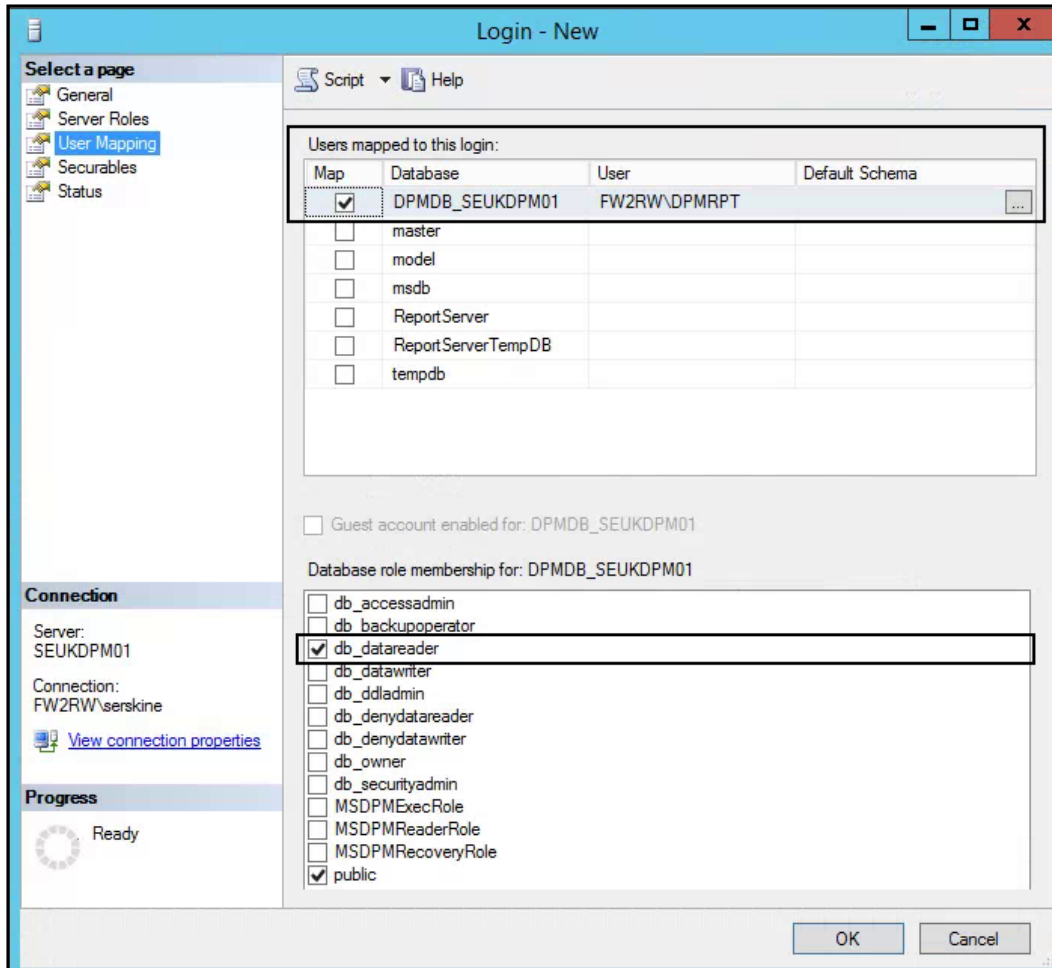 Login - New
Select a page
General
Server Roles
User Mapping
Securables
Status
Script Help
Users mapped to this login:
Map Database User Default Schema
DPMDB_SEUKDPM01 FW2RW\DPMRPT ...
master
model
msdb
ReportServer
ReportServerTempDB
tempdb
Guest account enabled for: DPMDB_SEUKDPM01
Database role membership for: DPMDB_SEUKDPM01
db_accessadmin
db_backupoperator
db_datareader
db_datawriter
db_ddladmin
db_denydatareader
db_denydatawriter
db_owner
db_securityadmin
MSDPMExecRole
MSDPMReaderRole
MSDPMRecoveryRole
public
Connection
Server:
SEUKDPM01
Connection:
FW2RW\serskine
View connection properties
Progress
Ready
OK Cancel